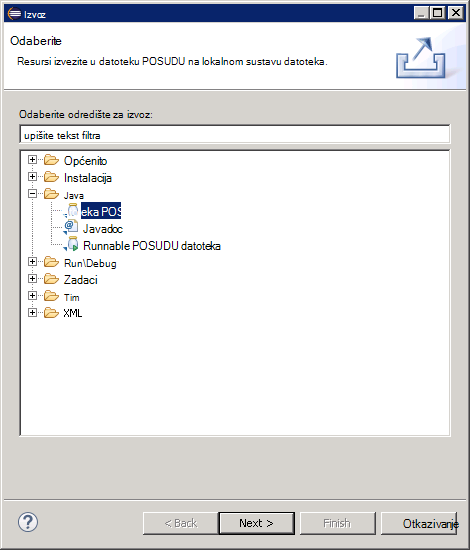 Izvoz
Odaberite
Resursi izvezite u datoteku POSUDU na lokalnom sustavu datoteka.
Odaberite odredište za izvoz:
upišite tekst filtra
Općenito
Instalacija
Java
eka POS
Javadoc
Runnable POSUDU datoteka
Run\Debug
Zadaci
Tim
XML
?
< Back
Next >
Finish
Otkazivanje